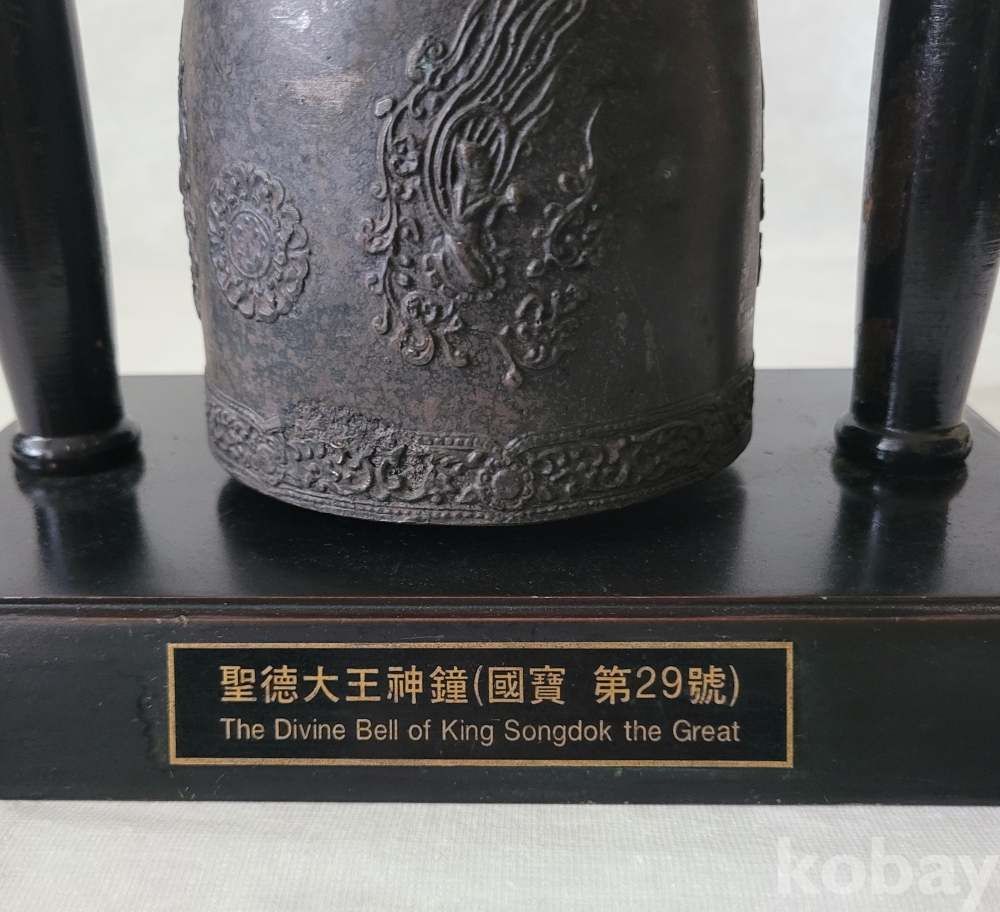 聖德大王神鐘(國寶 第29號)
The Divine Bell of King Songdok the Great
kobay